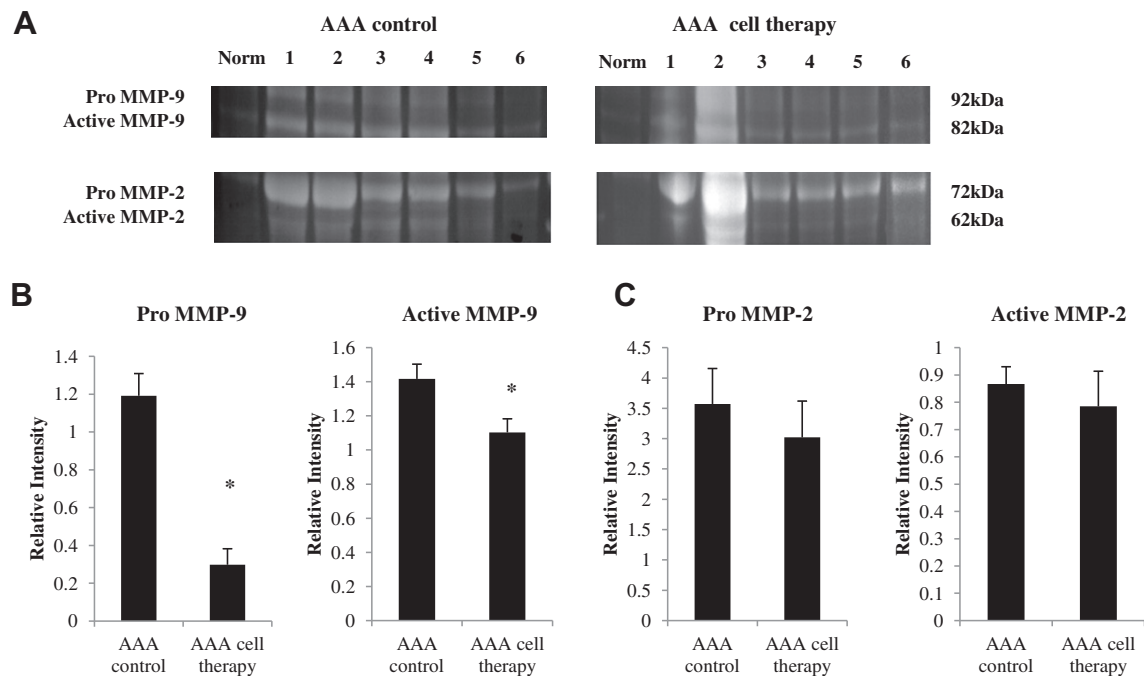 A
AAA control
AAA cell therapy
Norm 1 2 3 4 5 6
Norm 1 2 3 4 5 6
Pro MMP-9
Active MMP-9
92kDa
82kDa
Pro MMP-2
Active MMP-2
72kDa
62kDa
B
Pro MMP-9
Relative Intensity
1.4
1.2
1
0.8
0.6
0.4
0.2
0
*
AAA control
AAA cell therapy
Active MMP-9
Relative Intensity
1.6
1.4
1.2
1
0.8
0.6
0.4
0.2
0
*
AAA control
AAA cell therapy
C
Pro MMP-2
Relative Intensity
4.5
4
3.5
3
2.5
2
1.5
1
0.5
0
AAA control
AAA cell therapy
Active MMP-2
Relative Intensity
1
0.9
0.8
0.7
0.6
0.5
0.4
0.3
0.2
0.1
0
AAA control
AAA cell therapy